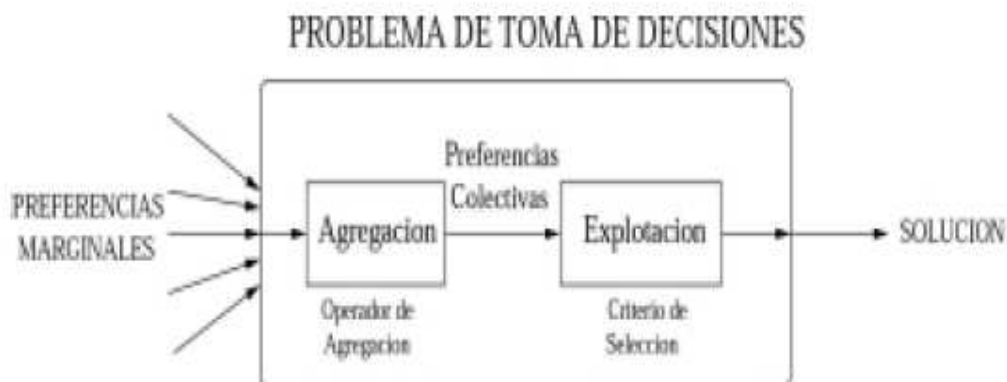 PROBLEMA DE TOMA DE DECISIONES
PREFERENCIAS
MARGINALES
Agregacion
Operador de
Agregacion
Preferencias
Colectivas
Explotacion
Criterio de
Seleccion
SOLUCION